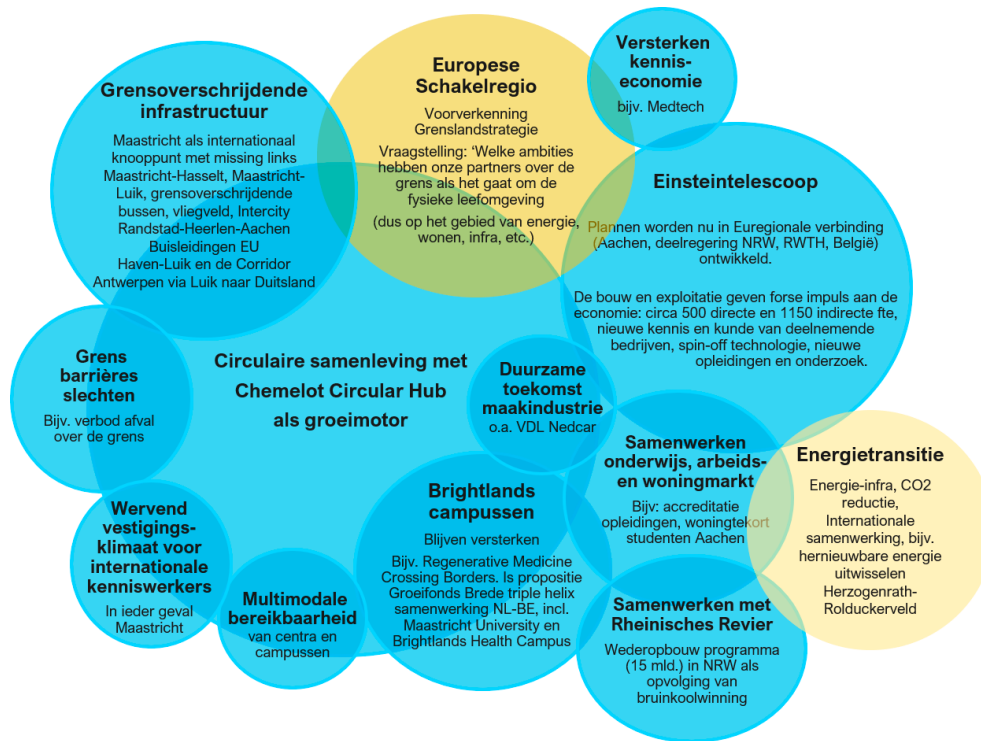 Grensoverschrijdende
infrastructuur
Maastricht als internationaal
knooppunt met missing links
Maastricht-Hasselt, Maastricht-
Luik, grensoverschrijdende
bussen, vliegveld, Intercity
Randstad-Heerlen-Aachen
Buisleidingen EU
Haven-Luik en de Corridor
Antwerpen via Luik naar Duitsland
Europese
Schakelregio
Voorverkenning
Grenslandstrategie
Vraagstelling: ‘Welke ambities
hebben onze partners over de
grens als het gaat om de
fysieke leefomgeving
(dus op het gebied van energie,
wonen, infra, etc.)
Versterken
kennis-
economie
bijv. Medtech
Einsteintelescoop
Plannen worden nu in Euregionale verbinding
(Aachen, deelregering NRW, RWTH, België)
ontwikkeld.
De bouw en exploitatie geven forse impuls aan de
economie: circa 500 directe en 1150 indirecte fte,
nieuwe kennis en kunde van deelnemende
bedrijven, spin-off technologie, nieuwe
opleidingen en onderzoek.
Grens
barrières
slechten
Bijv. verbod afval
over de grens
Circulaire samenleving met
Chemelot Circular Hub
als groeimotor
Duurzame
toekomst
maakindustrie
o.a. VDL Nedcar
Samenwerken
onderwijs, arbeids-
en woningmarkt
Bijv: accreditatie
opleidingen, woningtekort
studenten Aachen
Energietransitie
Energie-infra, CO2
reductie,
Internationale
samenwerking, bijv.
hernieuwbare energie
uitwisselen
Herzogenrath-
Rolduckerveld
Wervend
vestigings-
klimaat voor
internationale
kenniswerkers
In ieder geval
Maastricht
Multimodale
bereikbaarheid
van centra en
campussen
Brightlands
campussen
Blijven versterken
Bijv. Regenerative Medicine
Crossing Borders. Is propositie
Groeifonds Brede triple helix
samenwerking NL-BE, incl.
Maastricht University en
Brightlands Health Campus
Samenwerken met
Rheinisches Revier
Wederopbouw programma
(15 mld.) in NRW als
opvolging van
bruinkoolwinning